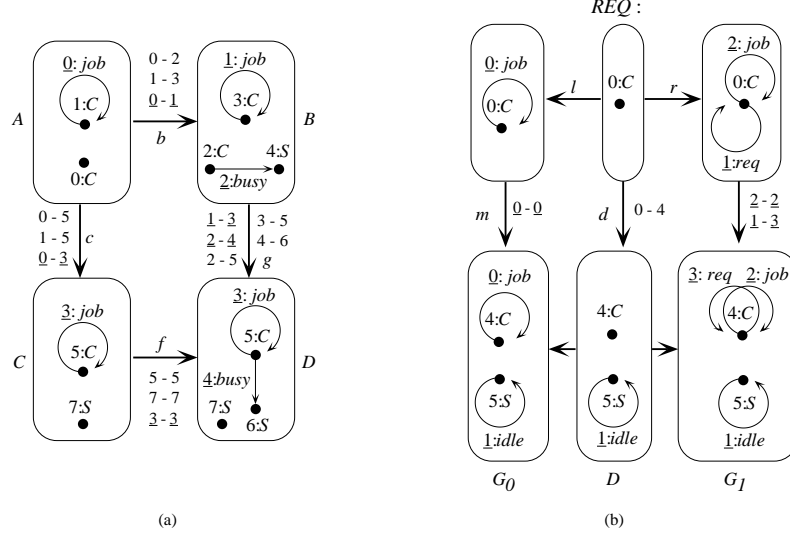 REQ :
0: job
1:C
0:C
A
0 - 2
1 - 3
0 - 1
b
1: job
3:C
2:C
4:S
2:busy
B
0 - 5
1 - 5
0 - 3
c
1 - 3
2 - 4
2 - 5
3 - 5
4 - 6
g
3: job
5:C
7:S
C
f
5 - 5
7 - 7
3 - 3
3: job
5:C
4:busy
7:S
6:S
D
(a)
0: job
0:C
l
0:C
r
2: job
0:C
1:req
m
0 - 0
d
0 - 4
2 - 2
1 - 3
0: job
4:C
5:S
1:idle
G0
4:C
5:S
1:idle
D
3: req
2: job
4:C
5:S
1:idle
G1
(b)